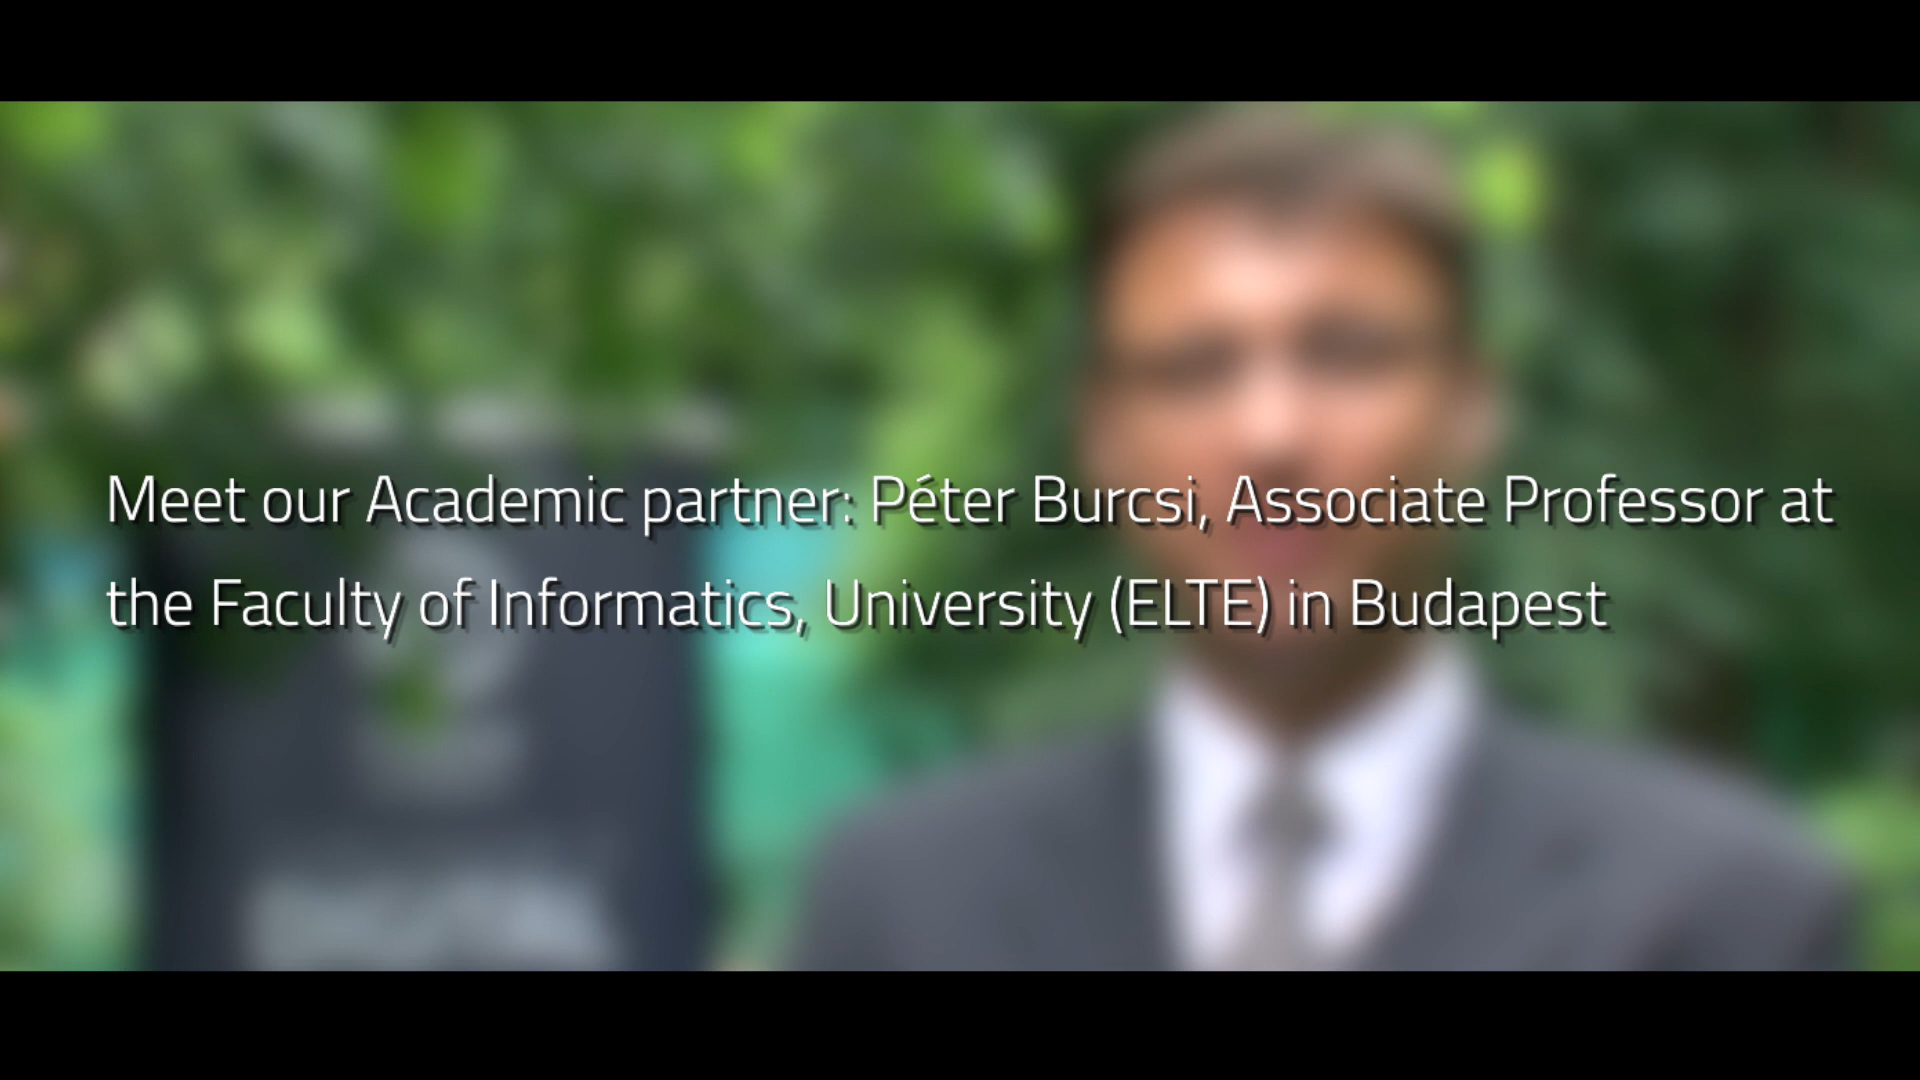 Meet our Academic partner: Péter Burcsi, Associate Professor at
the Faculty of Informatics, University (ELTE) in Budapest